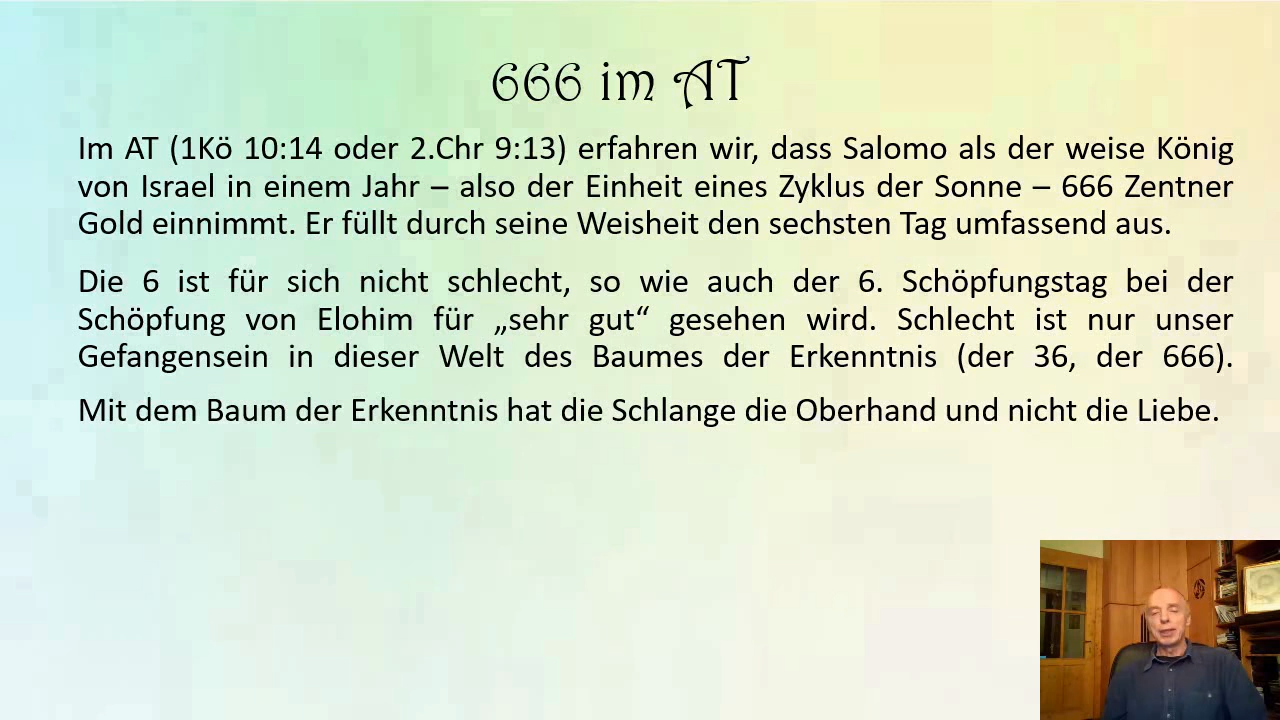 666 im AT
Im AT (1Kö 10:14 oder 2.Chr 9:13) erfahren wir, dass Salomo als der weise König
von Israel in einem Jahr – also der Einheit eines Zyklus der Sonne – 666 Zentner
Gold einnimmt. Er füllt durch seine Weisheit den sechsten Tag umfassend aus.
Die 6 ist für sich nicht schlecht, so wie auch der 6. Schöpfungstag bei der
Schöpfung von Elohim für „sehr gut“ gesehen wird. Schlecht ist nur unser
Gefangensein in dieser Welt des Baumes der Erkenntnis (der 36, der 666).
Mit dem Baum der Erkenntnis hat die Schlange die Oberhand und nicht die Liebe.